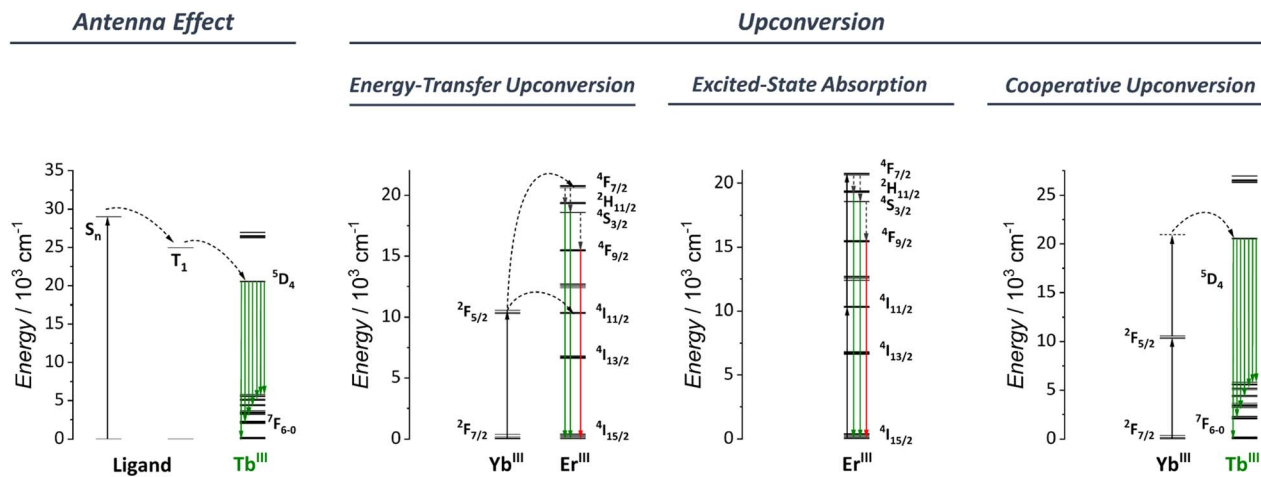 Antenna Effect
Upconversion
Energy-Transfer Upconversion
Excited-State Absorption
Cooperative Upconversion
Energy / 10³ cm⁻¹
35
30
25
20
15
10
5
0
Sₙ
T₁
⁵D₄
⁷F₆₋₀
Ligand
Tbᴵᴵᴵ
Energy / 10³ cm⁻¹
20
15
10
5
0
²F₅/₂
²F₇/₂
⁴F₇/₂
²H₁₁/₂
⁴S₃/₂
⁴F₉/₂
⁴I₁₁/₂
⁴I₁₃/₂
⁴I₁₅/₂
Ybᴵᴵᴵ
Erᴵᴵᴵ
Energy / 10³ cm⁻¹
20
15
10
5
0
⁴F₇/₂
²H₁₁/₂
⁴S₃/₂
⁴F₉/₂
⁴I₁₁/₂
⁴I₁₃/₂
⁴I₁₅/₂
Erᴵᴵᴵ
Energy / 10³ cm⁻¹
25
20
15
10
5
0
²F₅/₂
²F₇/₂
⁵D₄
⁷F₆₋₀
Ybᴵᴵᴵ
Tbᴵᴵᴵ